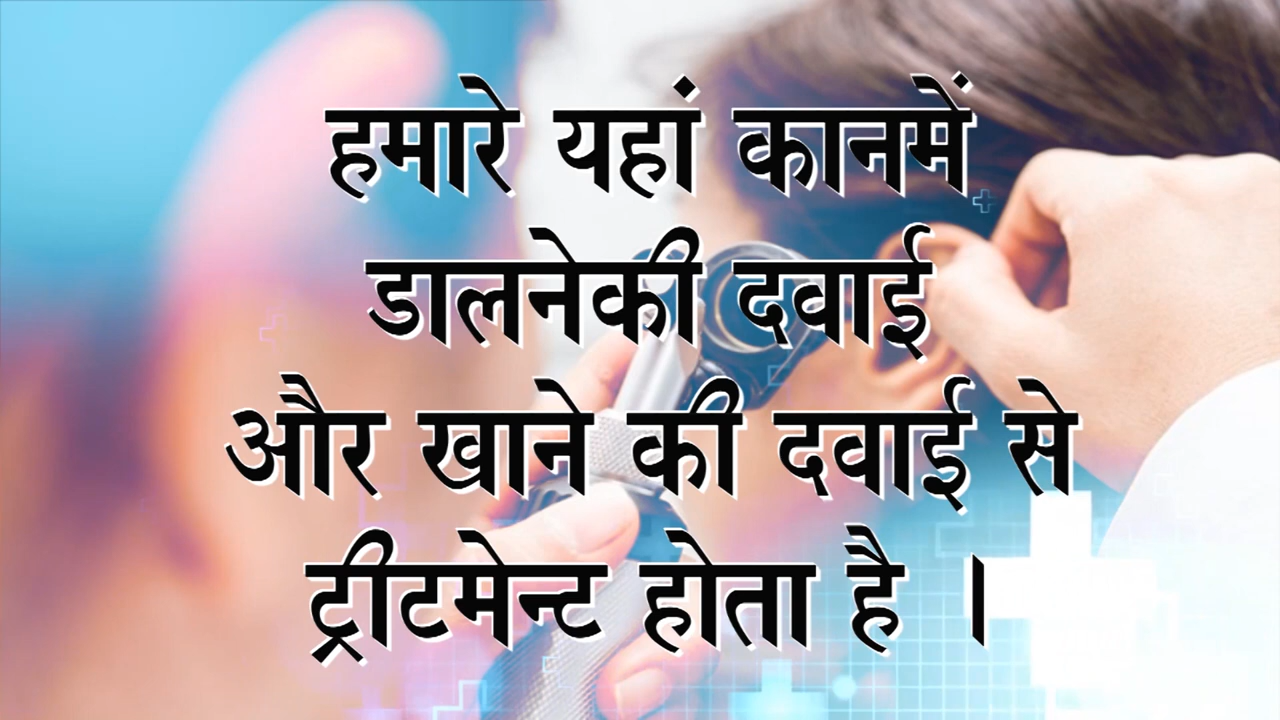 हमारे यहां कानमें
डालनेकी दवाई
और खाने की दवाई से
ट्रीटमेन्ट होता है ।